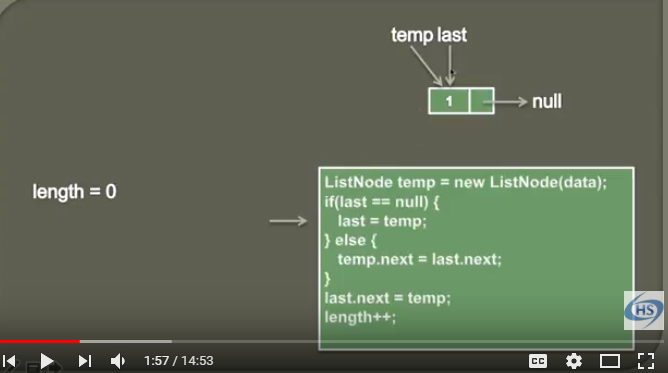 temp last
1
null
length = 0
ListNode temp = new ListNode(data);
if(last == null) {
last = temp;
} else {
temp.next = last.next;
}
last.next = temp;
length++;
HS
1:57 / 14:53
CC